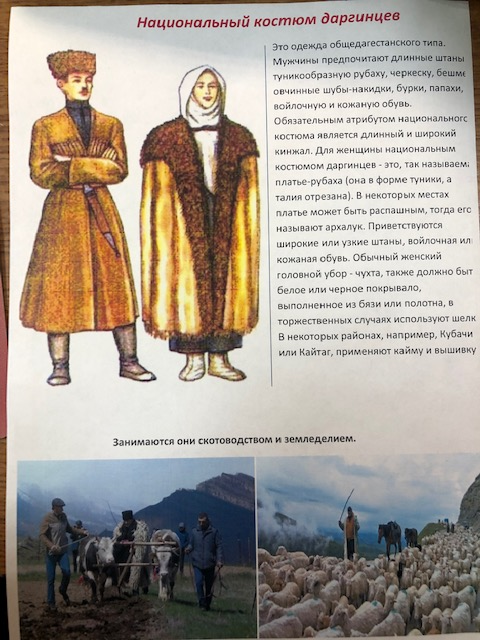 Национальный костюм даргинцев
Это одежда общедагестанского типа.
Мужчины предпочитают длинные штаны
туникообразную рубаху, черкеску, бешме
овчинные шубы-накидки, бурки, папахи,
войлочную и кожаную обувь.
Обязательным атрибутом национальногс
костюма является длинный и широкий
кинжал. Для женщины национальным
костюмом даргинцев - это, так называема
платье-рубаха (она в форме туники, а
талия отрезана). В некоторых местах
платье может быть распашным, тогда его
называют архалук. Приветствуются
широкие или узкие штаны, войлочная ил
кожаная обувь. Обычный женский
головной убор - чухта, также должно быт
белое или черное покрывало,
выполненное из бязи или полотна, в
торжественных случаях используют шелк
В некоторых районах, например, Кубачи
или Кайтаг, применяют кайму и вышивку
Занимаются они скотоводством и земледелием.